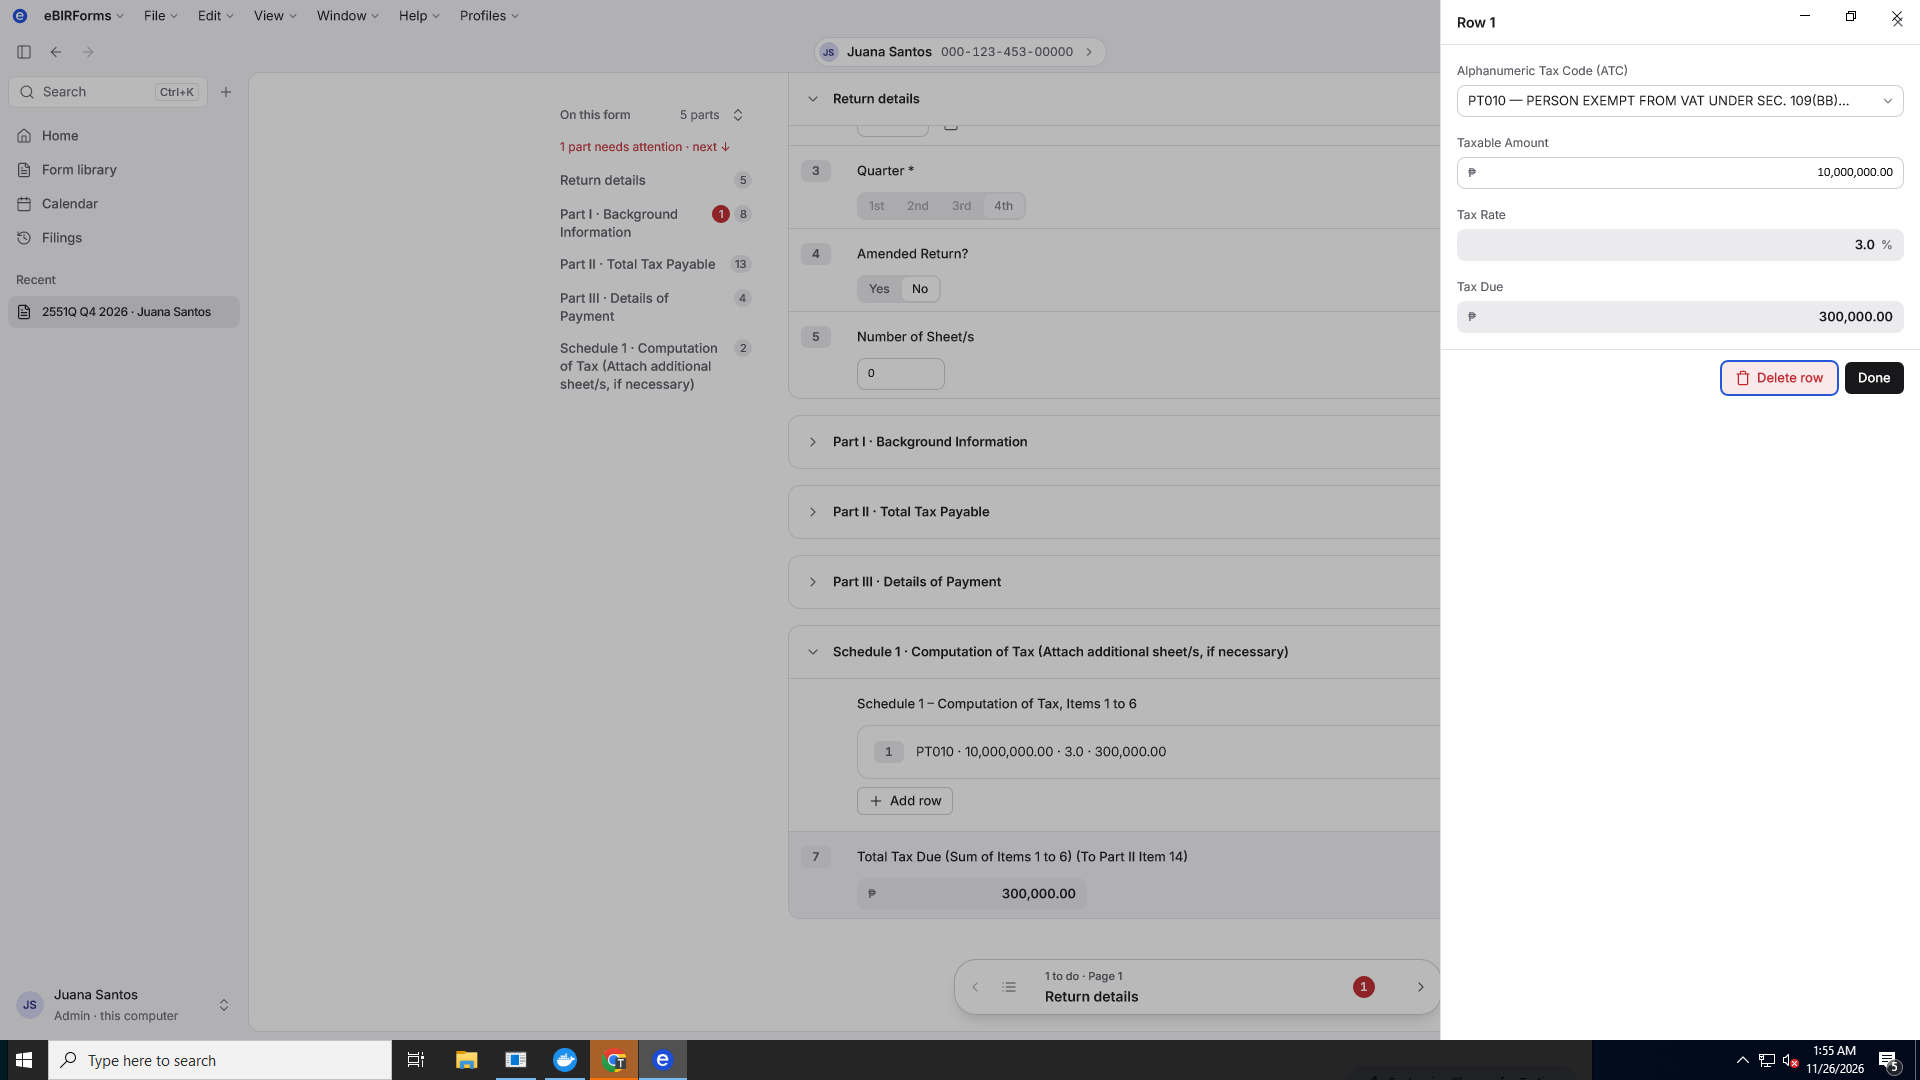 eBIRForms File Edit View Window Help Profiles
JS Juana Santos 000-123-453-00000
Search Ctrl+K
Home
Form library
Calendar
Filings
Recent
2551Q Q4 2026 · Juana Santos
JS Juana Santos
Admin · this computer
On this form 5 parts
1 part needs attention · next ↓
Return details 5
Part I · Background Information 1 8
Part II · Total Tax Payable 13
Part III · Details of Payment 4
Schedule 1 · Computation of Tax (Attach additional sheet/s, if necessary) 2
Return details
3 Quarter *
1st 2nd 3rd 4th
4 Amended Return?
Yes No
5 Number of Sheet/s
0
Part I · Background Information
Part II · Total Tax Payable
Part III · Details of Payment
Schedule 1 · Computation of Tax (Attach additional sheet/s, if necessary)
Schedule 1 – Computation of Tax, Items 1 to 6
1 PT010 · 10,000,000.00 · 3.0 · 300,000.00
+ Add row
7 Total Tax Due (Sum of Items 1 to 6) (To Part II Item 14)
₱ 300,000.00
1 to do · Page 1
Return details 1
Row 1
Alphanumeric Tax Code (ATC)
PT010 — PERSON EXEMPT FROM VAT UNDER SEC. 109(BB)...
Taxable Amount
₱ 10,000,000.00
Tax Rate
3.0 %
Tax Due
₱ 300,000.00
Delete row Done
Type here to search
1:55 AM
11/26/2026
5